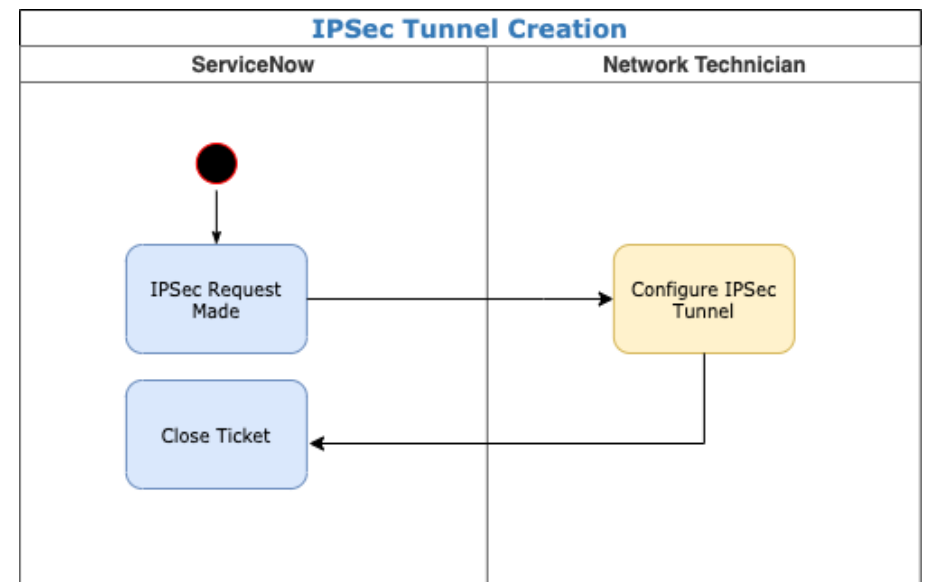 IPSec Tunnel Creation
ServiceNow
Network Technician
IPSec Request
Made
Configure IPSec
Tunnel
Close Ticket